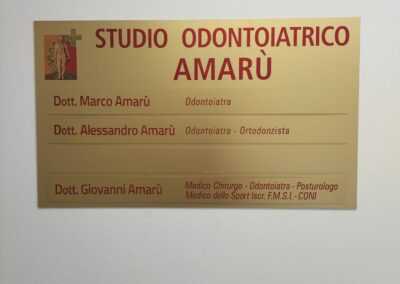 STUDIO ODONTOIATRICO
AMARÙ
Dott. Marco Amarù Odontoiatra
Dott. Alessandro Amarù Odontoiatra - Ortodonzista
Dott. Giovanni Amarù Medico Chirurgo - Odontoiatra - Posturologo
Medico dello Sport Iscr. F.M.S.I. - CONI